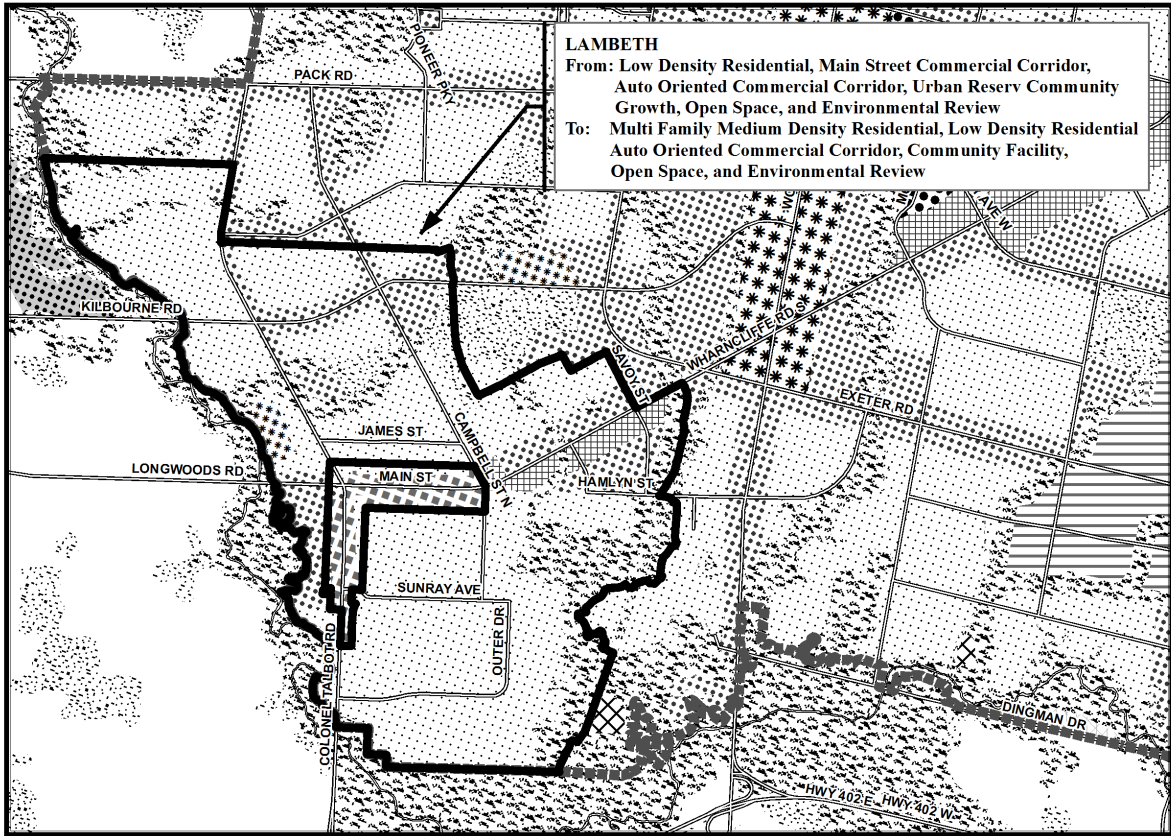 PIONEER PKY
PACK RD
LAMBETH
From: Low Density Residential, Main Street Commercial Corridor,
Auto Oriented Commercial Corridor, Urban Reserv Community
Growth, Open Space, and Environmental Review
To: Multi Family Medium Density Residential, Low Density Residential
Auto Oriented Commercial Corridor, Community Facility,
Open Space, and Environmental Review
AVE W
KILBOURNE RD
WHARNCLIFFE RD S
SAVOY ST
EXETER RD
CAMPBELL ST N
JAMES ST
LONGWOODS RD
MAIN ST
HAMLYN ST
SUNRAY AVE
OUTER DR
COLONEL TALBOT RD
DINGMAN DR
HWY 402 E
HWY 402 W